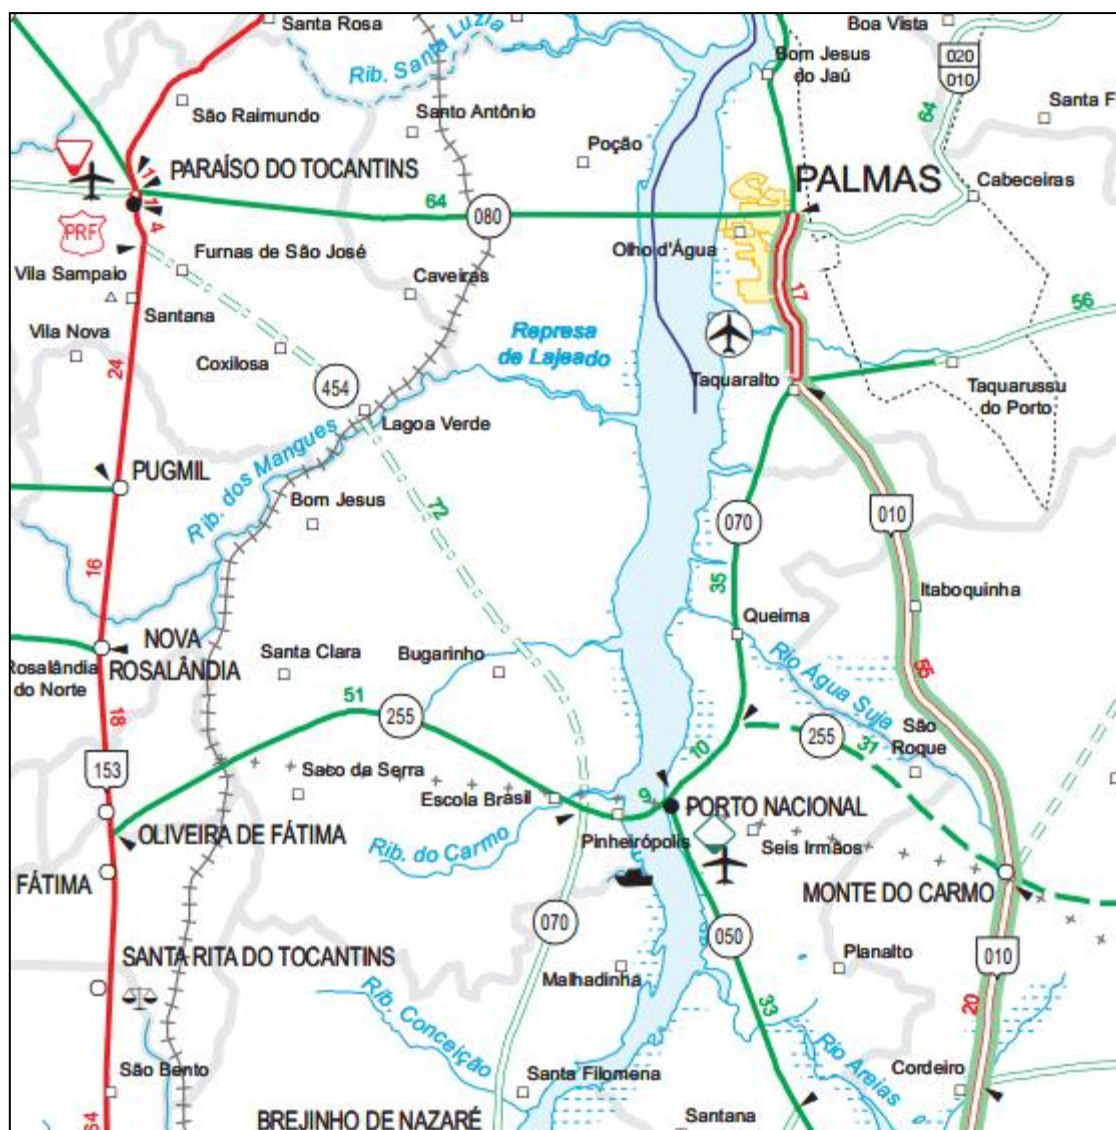 Santa Rosa
Rib. Santa Luzia
Boa Vista
Bom Jesus
do Jaú
020
010
São Raimundo
Santo Antônio
64
Santa F
Poção
11
PARAÍSO DO TOCANTINS
PALMAS
Cabeceiras
1
4
64
080
PRF
Furnas de São José
Olho d'Água
Vila Sampaio
Caveiras
17
56
Santana
Vila Nova
Represa
de Lajeado
24
Coxilosa
454
Taquaralto
Taquarussu
do Porto
Lagoa Verde
Rib. dos Mangues
PUGMIL
72
Bom Jesus
070
010
16
35
Itaboquinha
Queima
NOVA
ROSALÂNDIA
Rosalândia
do Norte
Santa Clara
Bugarinho
Rio Água Suja
55
51
18
255
São
Roque
255
31
10
153
Sato da Serra
Escola Brasil
9
PORTO NACIONAL
OLIVEIRA DE FÁTIMA
Pinheirópolis
Seis Irmãos
Rib. do Carmo
FÁTIMA
MONTE DO CARMO
070
050
SANTA RITA DO TOCANTINS
Planalto
010
Malhadinha
Rib. Conceição
33
20
São Bento
Santa Filomena
Rio Areias
Cordeiro
64
BREJINHO DE NAZARÉ
Santana